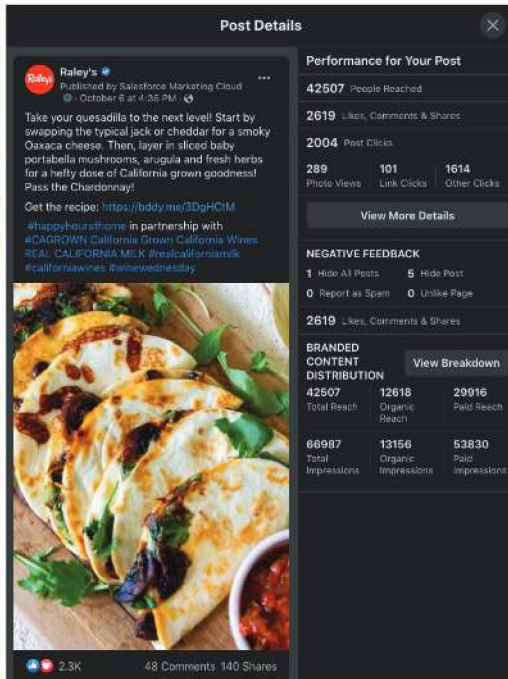 Post Details
Raley's
Raley's
Published by Salesforce Marketing Cloud
· October 6 at 4:36 PM ·
Take your quesadilla to the next level! Start by
swapping the typical jack or cheddar for a smoky
Oaxaca cheese. Then, layer in sliced baby
portabella mushrooms, arugula and fresh herbs
for a hefty dose of California grown goodness!
Pass the Chardonnay!
Get the recipe: https://bddy.me/3DgHCtM
#happyhourathome in partnership with
#CAGROWN California Grown California Wines
REAL CALIFORNIA MILK #realcaliforniamilk
#californiawines #winewednesday
2.3K
48 Comments 140 Shares
Performance for Your Post
42507 People Reached
2619 Likes, Comments & Shares
2004 Post Clicks
289 101 1614
Photo Views Link Clicks Other Clicks
View More Details
NEGATIVE FEEDBACK
1 Hide All Posts 5 Hide Post
0 Report as Spam 0 Unlike Page
2619 Likes, Comments & Shares
BRANDED
CONTENT
DISTRIBUTION
View Breakdown
42507 12618 29916
Total Reach Organic Paid Reach
Reach
66987 13156 53830
Total Organic Paid
Impressions Impressions Impressions